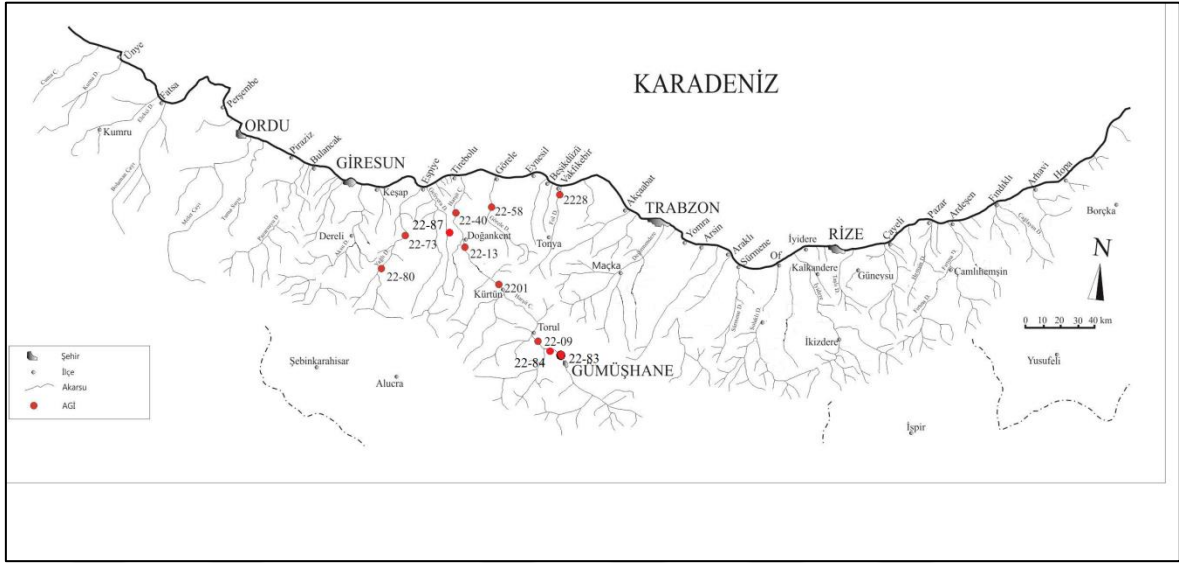 KARADENİZ
Ünye
Fatsa
Perşembe
ORDU
Kumru
Piraziz
Bulancak
GİRESUN
Keşap
Espiye
Tirebolu
Görele
Eynesil
Beşikdüzü
Vakfıkebir
2228
Akçaabat
TRABZON
Yomra
Arsin
Araklı
Sürmene
Of
İyidere
RİZE
Çayeli
Pazar
Ardeşen
Fındıklı
Arhavi
Hopa
Borçka
Dereli
22-87
22-73
22-80
22-40
22-58
Doğankent
22-13
Tonya
Maçka
Kalkandere
Güneysu
Çamlıhemşin
N
0 10 20 30 40 km
Kürtün
2201
Torul
22-09
22-84
22-83
GÜMÜŞHANE
İkizdere
Yusufeli
İspir
Şebinkarahisar
Alucra
Şehir
İlçe
Akarsu
AGİ